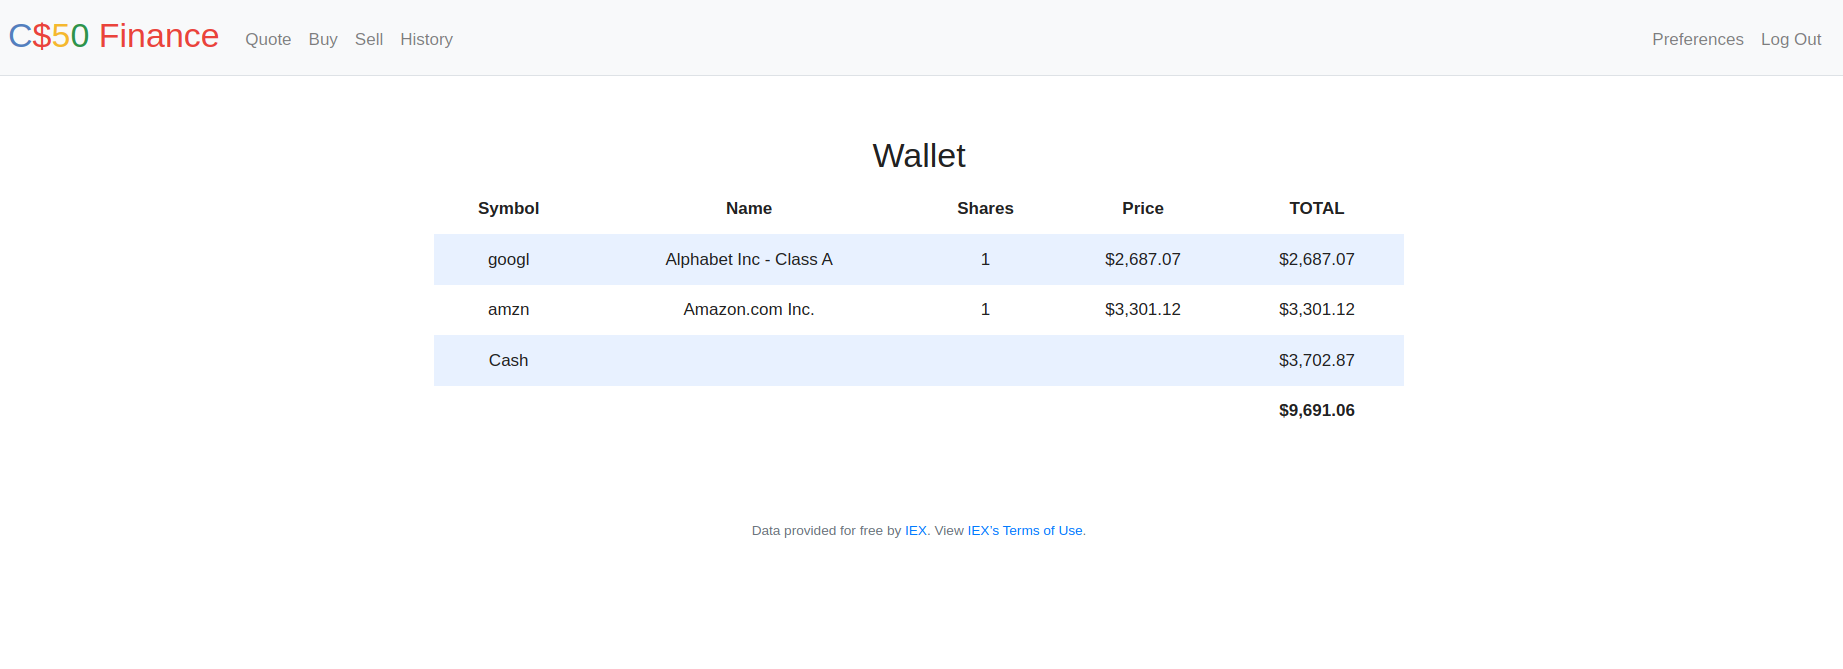 C$50 Finance Quote Buy Sell History Preferences Log Out
Wallet
Symbol Name Shares Price TOTAL
googl Alphabet Inc - Class A 1 $2,687.07 $2,687.07
amzn Amazon.com Inc. 1 $3,301.12 $3,301.12
Cash $3,702.87
$9,691.06
Data provided for free by IEX. View IEX’s Terms of Use.